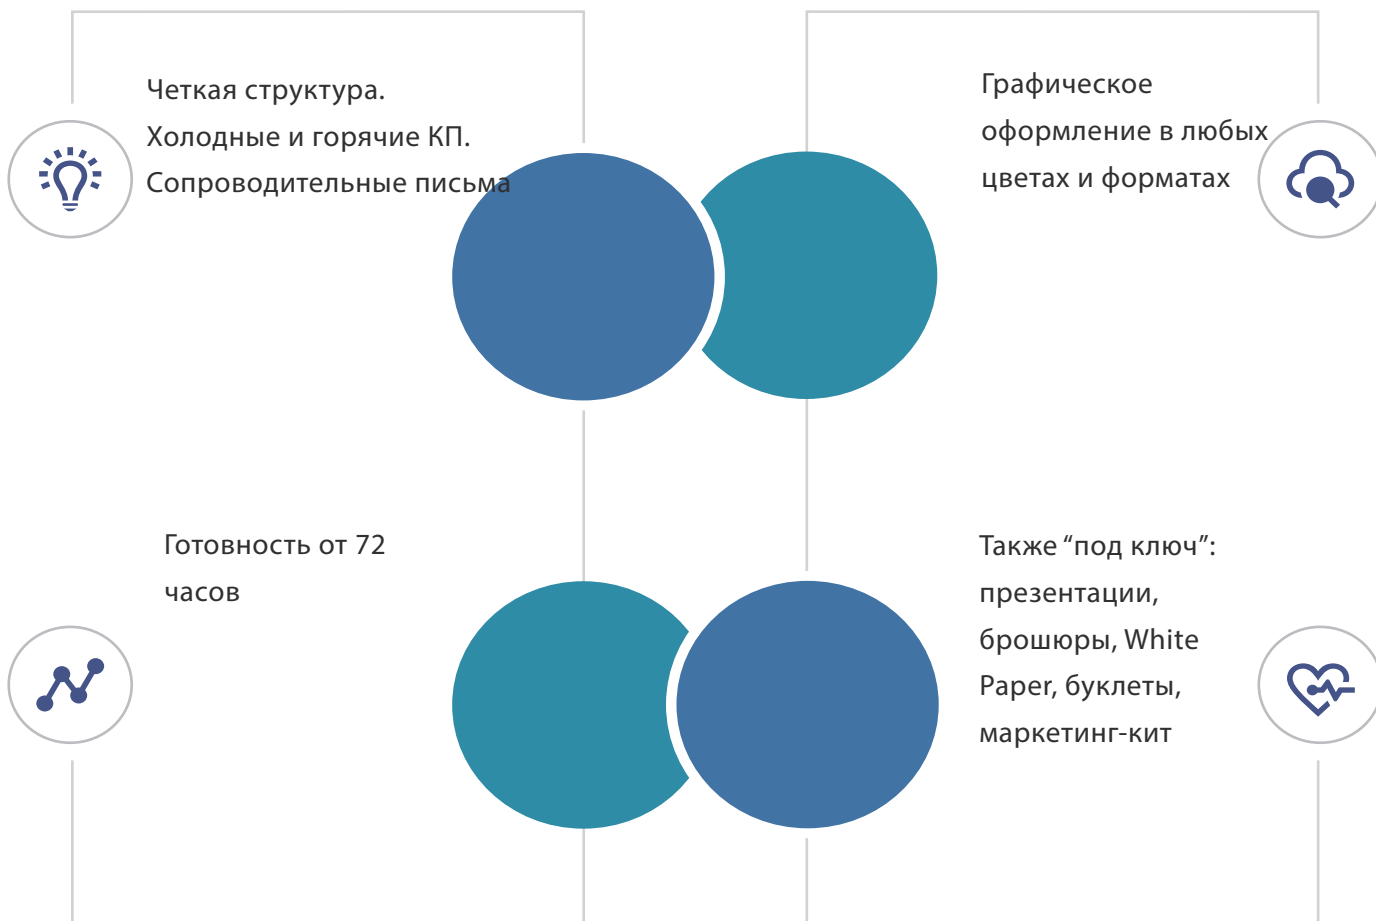 Четкая структура.
Холодные и горячие КП.
Сопроводительные письма
Графическое
оформление в любых
цветах и форматах
Готовность от 72
часов
Также “под ключ”:
презентации,
брошюры, White
Paper, буклеты,
маркетинг-кит